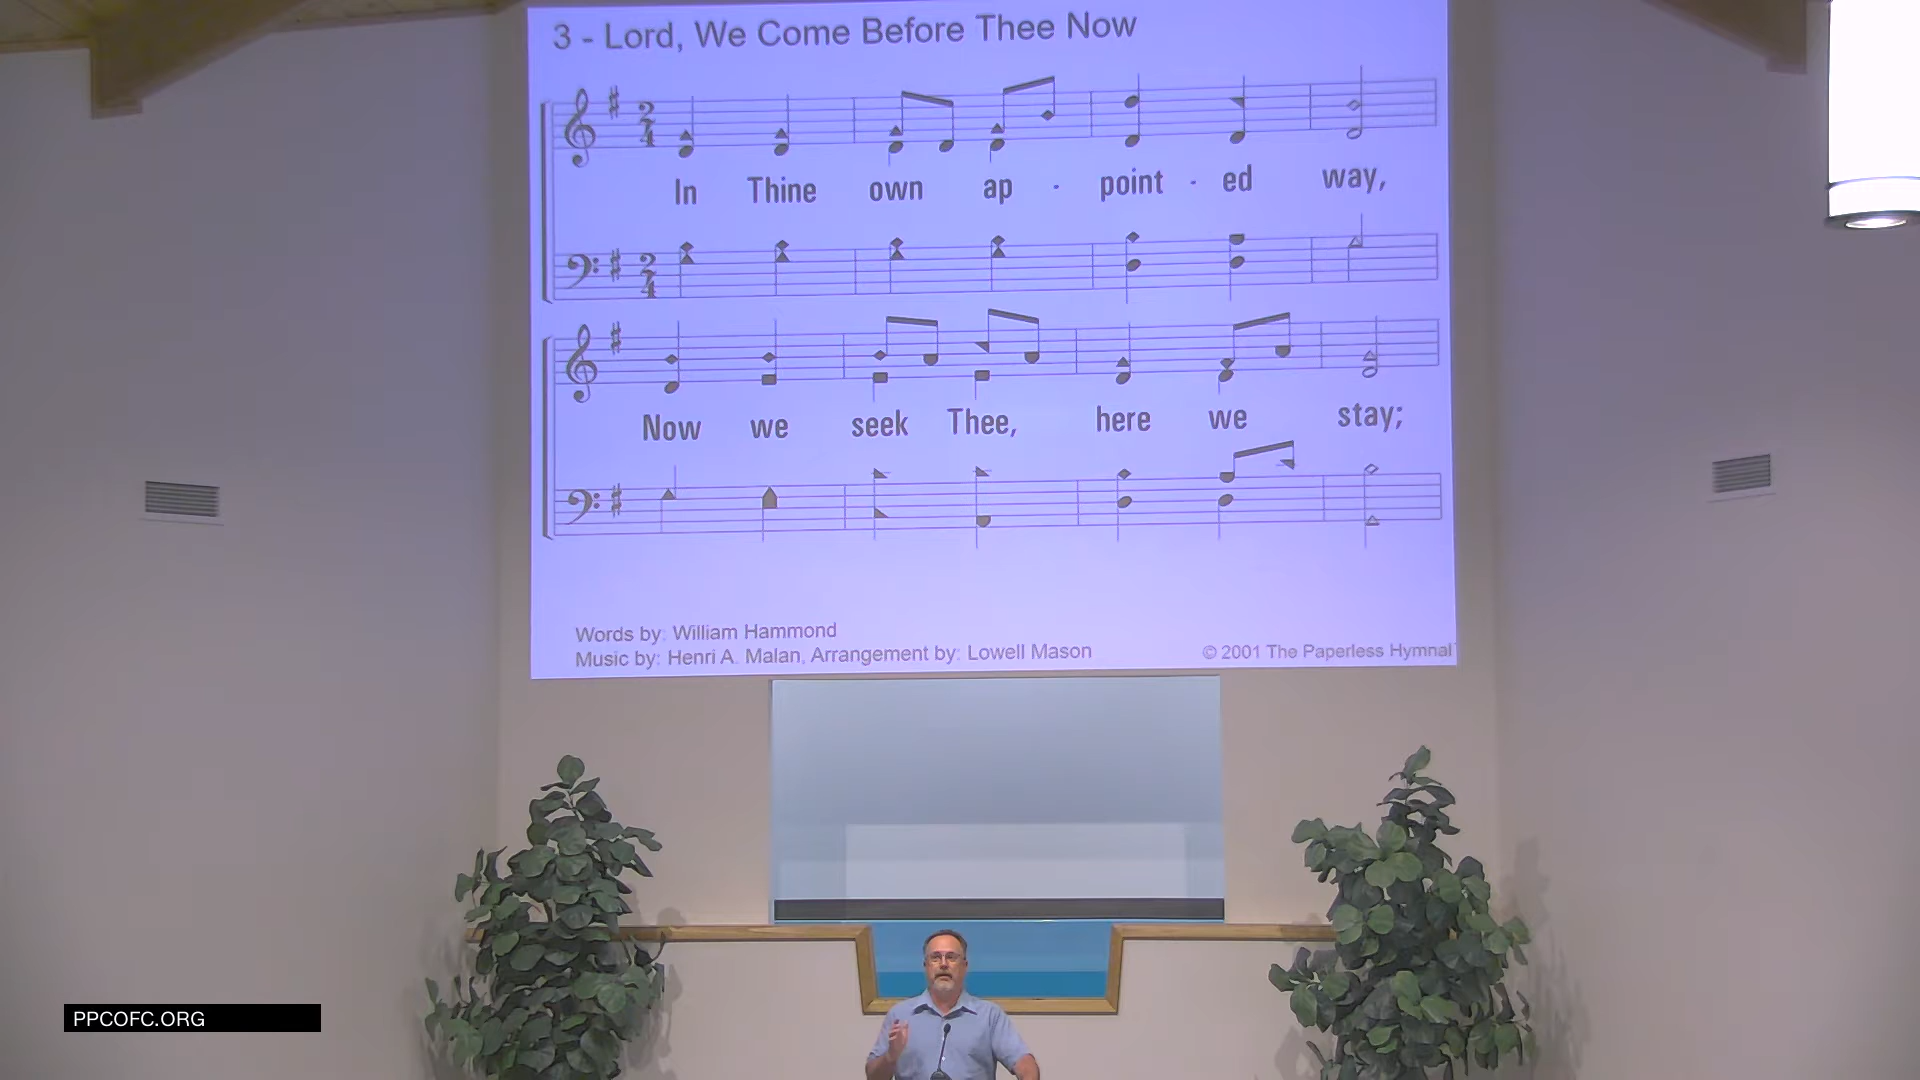 3 - Lord, We Come Before Thee Now
In Thine own ap - point - ed way,
Now we seek Thee, here we stay;
Words by: William Hammond
Music by: Henri A. Malan, Arrangement by: Lowell Mason
© 2001 The Paperless Hymnal
PPCOFC.ORG